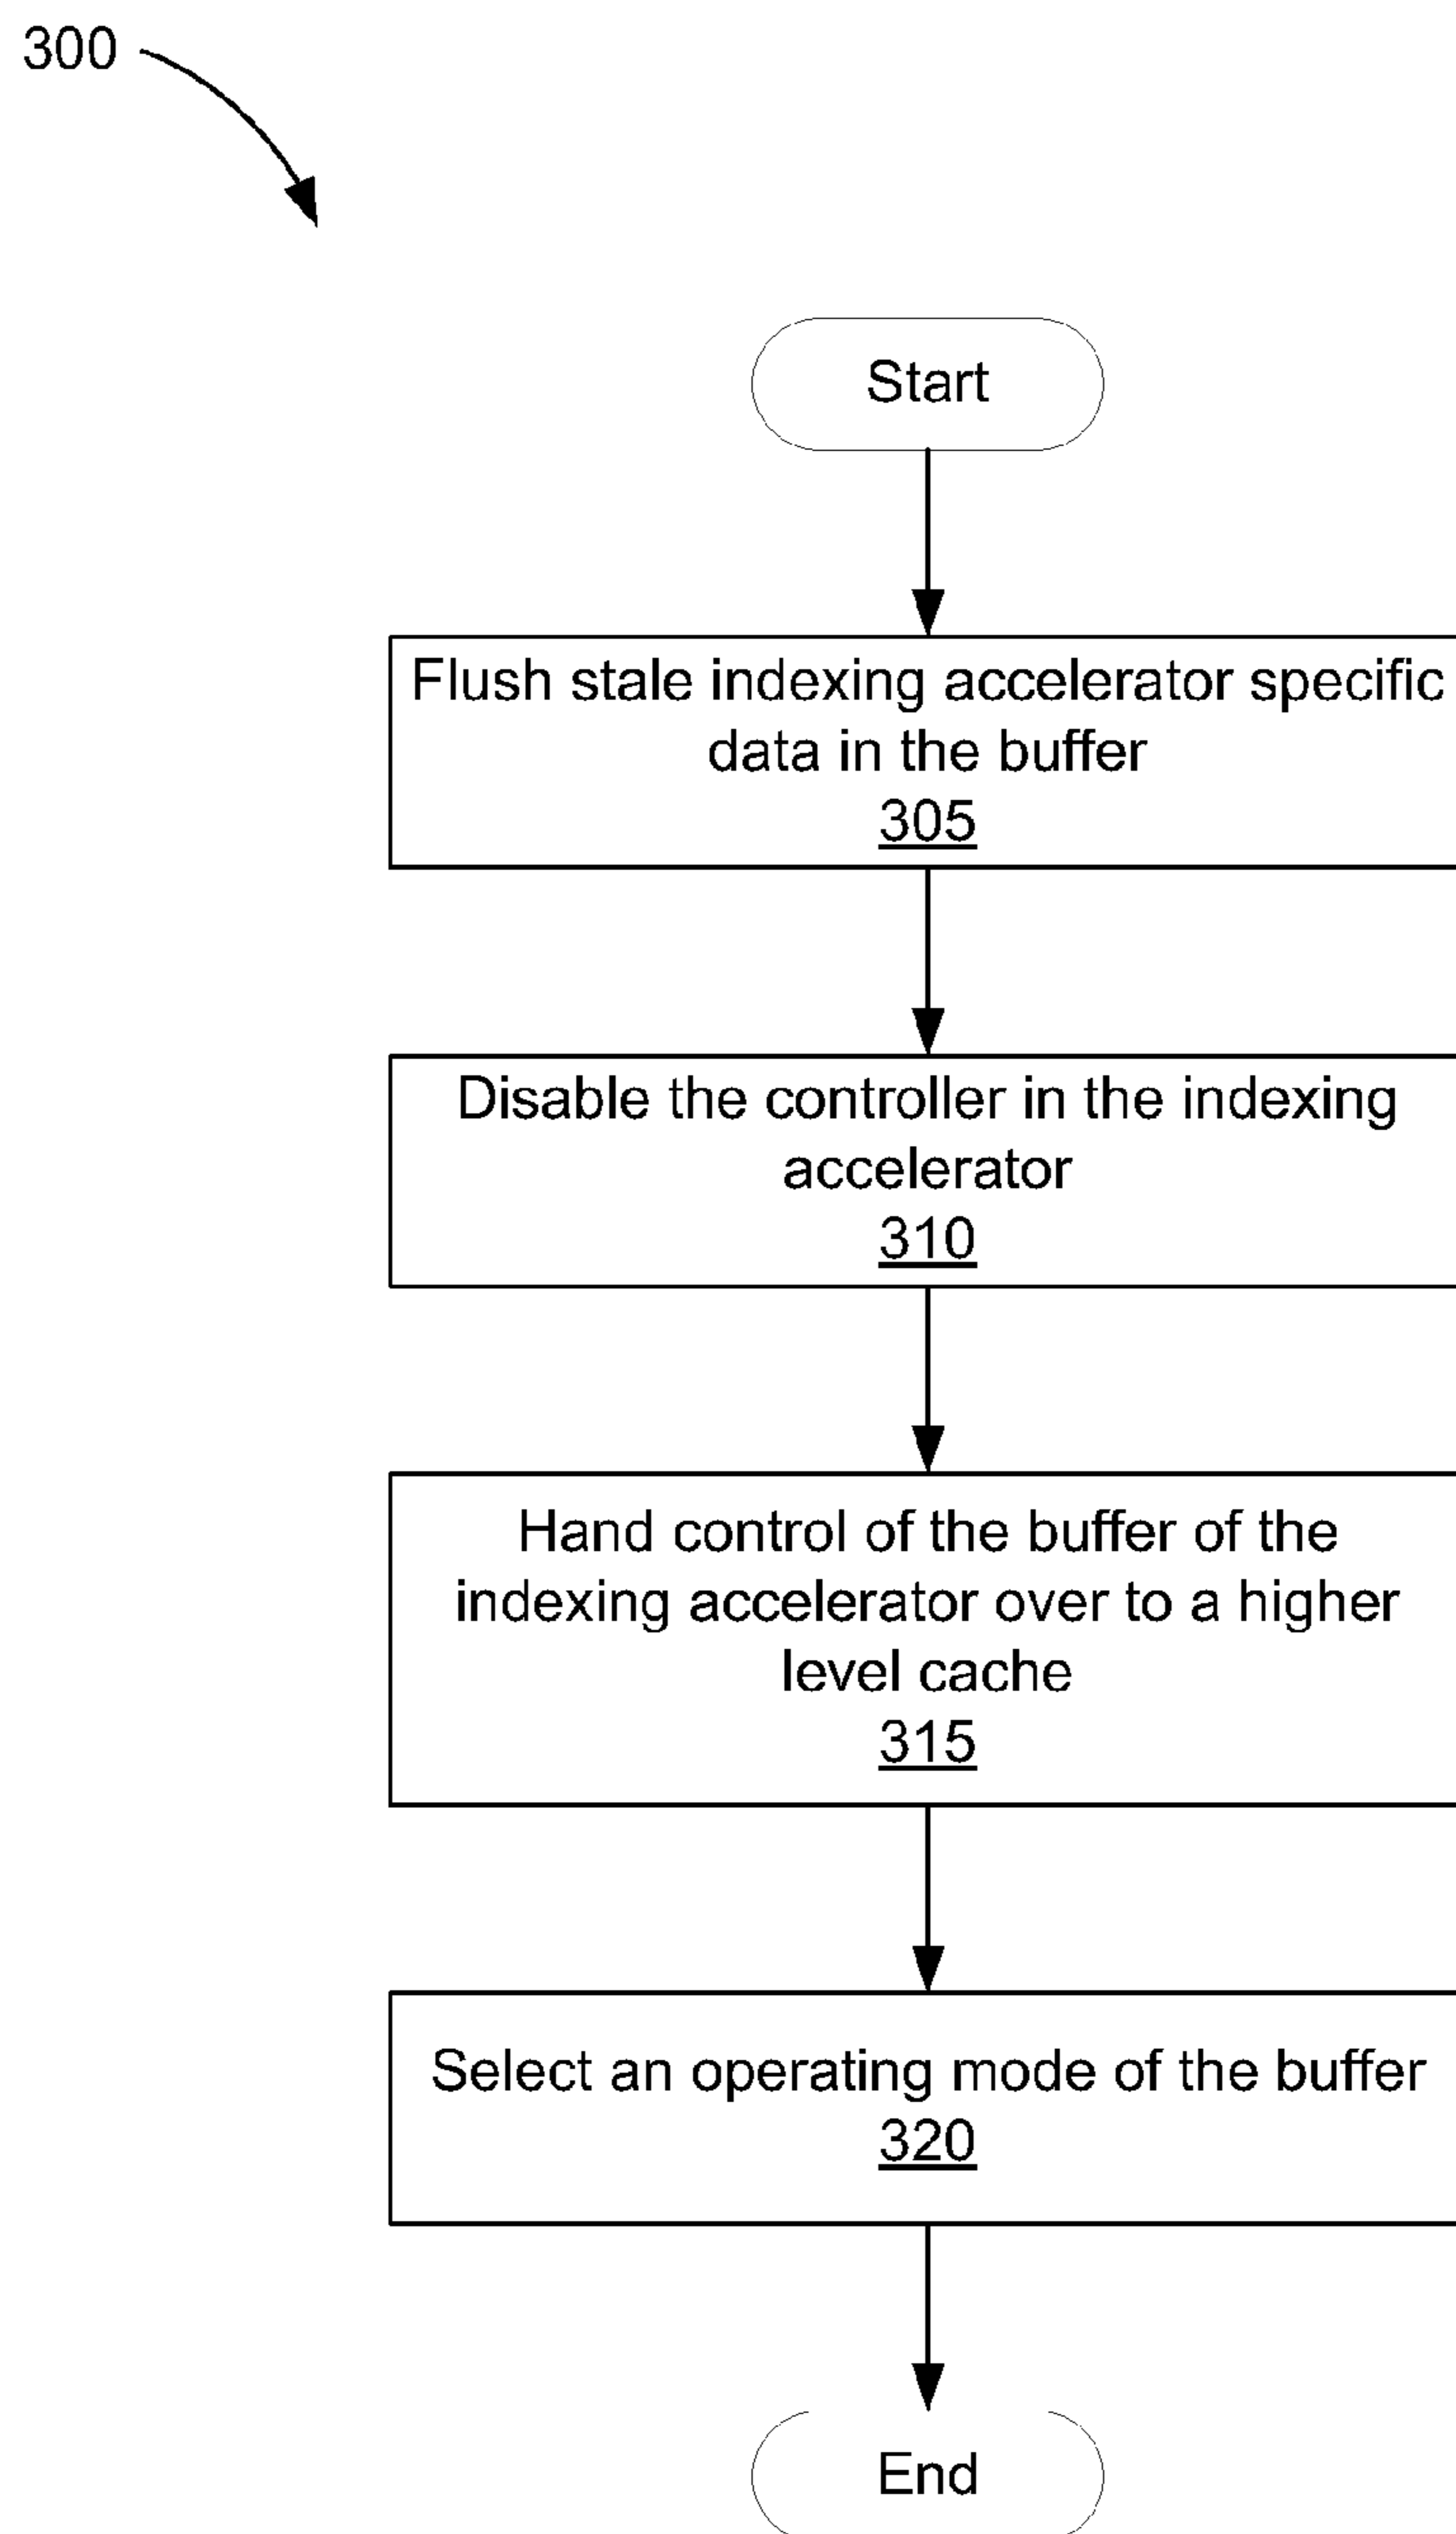 300
Start
Flush stale indexing accelerator specific
data in the buffer
305
Disable the controller in the indexing
accelerator
310
Hand control of the buffer of the
indexing accelerator over to a higher
level cache
315
Select an operating mode of the buffer
320
End